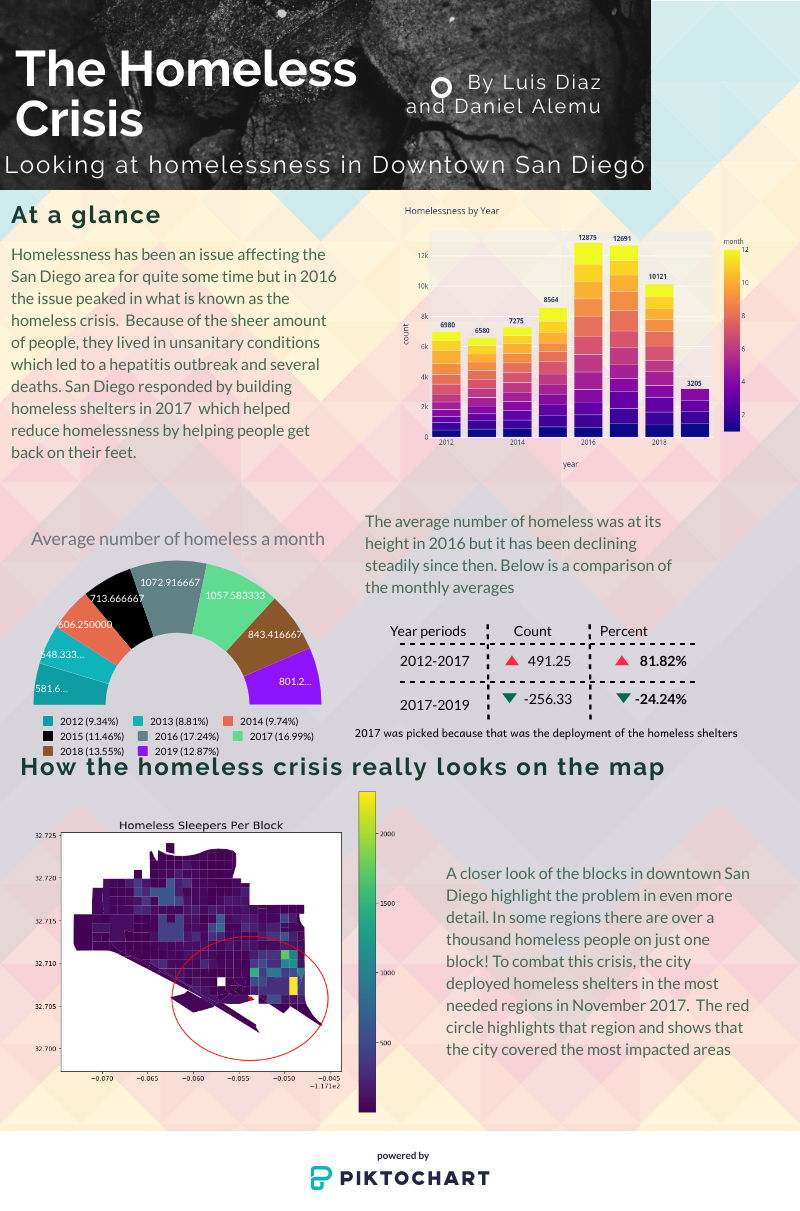 The Homeless
Crisis
By Luis Diaz
and Daniel Alemu
Looking at homelessness in Downtown San Diego
At a glance
Homelessness has been an issue affecting the
San Diego area for quite some time but in 2016
the issue peaked in what is known as the
homeless crisis. Because of the sheer amount
of people, they lived in unsanitary conditions
which led to a hepatitis outbreak and several
deaths. San Diego responded by building
homeless shelters in 2017 which helped
reduce homelessness by helping people get
back on their feet.
Homelessness by Year
count
12k
10k
8k
6k
4k
2k
0
6980
6580
7275
8564
12875
12691
10121
3205
2012
2014
2016
2018
year
month
12
10
8
6
4
2
Average number of homeless a month
581.6...
548.333...
606.250000
713.666667
1072.916667
1057.583333
843.416667
801.2...
2012 (9.34%) 2013 (8.81%) 2014 (9.74%)
2015 (11.46%) 2016 (17.24%) 2017 (16.99%)
2018 (13.55%) 2019 (12.87%)
The average number of homeless was at its
height in 2016 but it has been declining
steadily since then. Below is a comparison of
the monthly averages
Year periods Count Percent
2012-2017 491.25 81.82%
2017-2019 -256.33 -24.24%
2017 was picked because that was the deployment of the homeless shelters
How the homeless crisis really looks on the map
Homeless Sleepers Per Block
32.725
32.720
32.715
32.710
32.705
32.700
−0.070 −0.065 −0.060 −0.055 −0.050 −0.045
−1.171e2
2000
1500
1000
500
A closer look of the blocks in downtown San
Diego highlight the problem in even more
detail. In some regions there are over a
thousand homeless people on just one
block! To combat this crisis, the city
deployed homeless shelters in the most
needed regions in November 2017. The red
circle highlights that region and shows that
the city covered the most impacted areas
powered by
PIKTOCHART